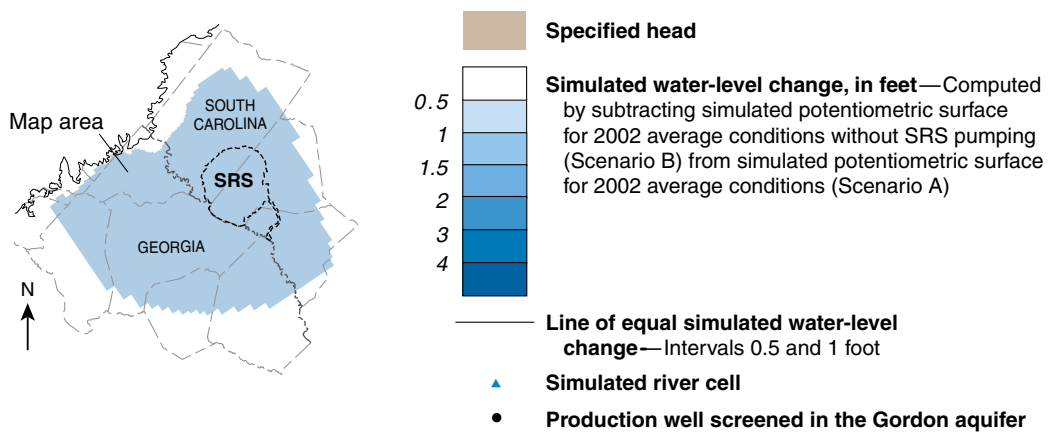 SOUTH
CAROLINA
Map area
SRS
GEORGIA
N
Specified head
Simulated water-level change, in feet—Computed
by subtracting simulated potentiometric surface
for 2002 average conditions without SRS pumping
(Scenario B) from simulated potentiometric surface
for 2002 average conditions (Scenario A)
0.5
1
1.5
2
3
4
Line of equal simulated water-level
change—Intervals 0.5 and 1 foot
Simulated river cell
Production well screened in the Gordon aquifer